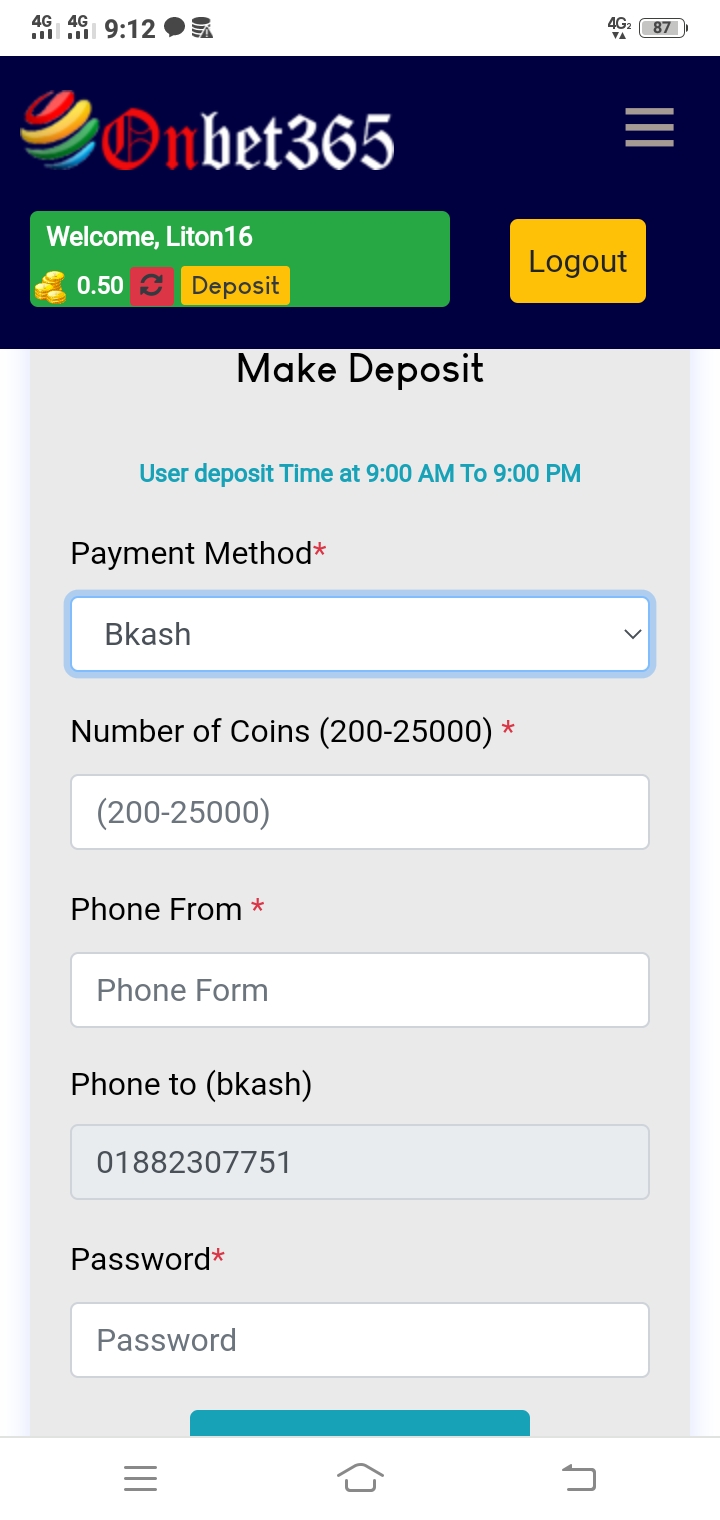 4G 4G 9:12 4G2 87
Onbet365
Welcome, Liton16
0.50 Deposit
Logout
Make Deposit
User deposit Time at 9:00 AM To 9:00 PM
Payment Method*
Bkash
Number of Coins (200-25000) *
(200-25000)
Phone From *
Phone Form
Phone to (bkash)
01882307751
Password*
Password